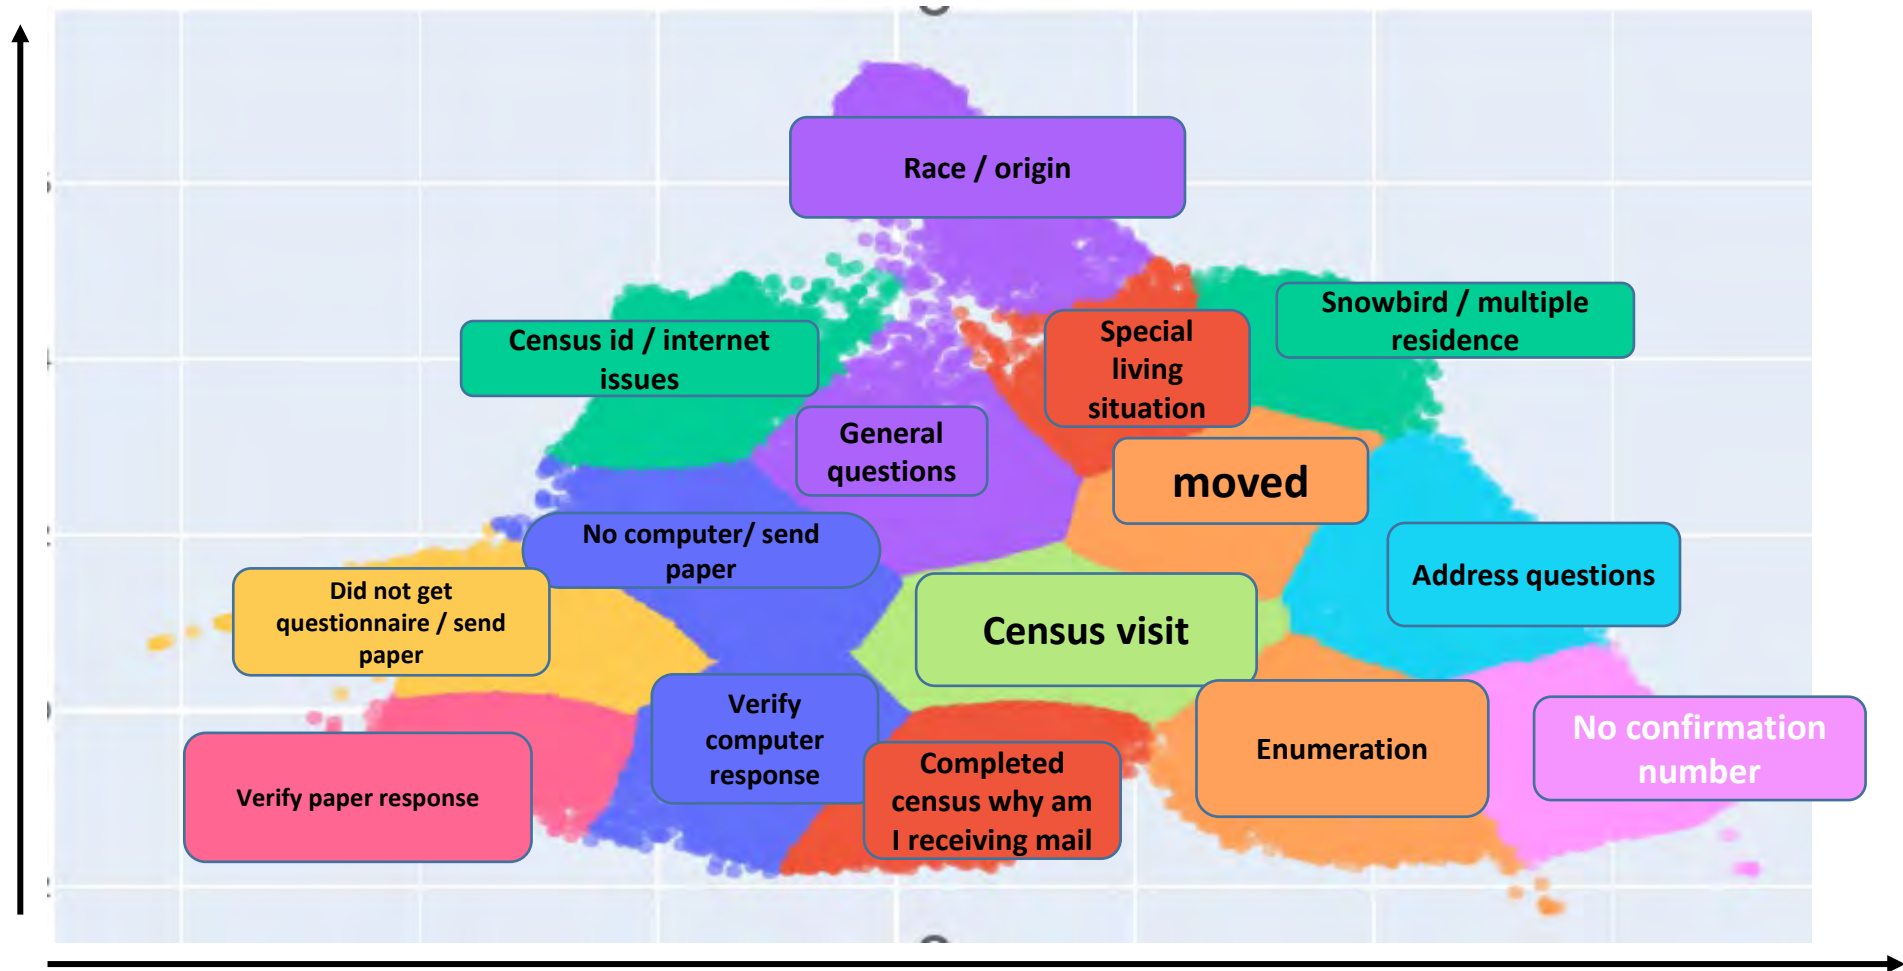 Race / origin
Snowbird / multiple
residence
Census id / internet
issues
Special
living
situation
General
questions
moved
No computer/ send
paper
Address questions
Did not get
questionnaire / send
paper
Census visit
Verify
computer
response
No confirmation
number
Enumeration
Completed
census why am
I receiving mail
Verify paper response